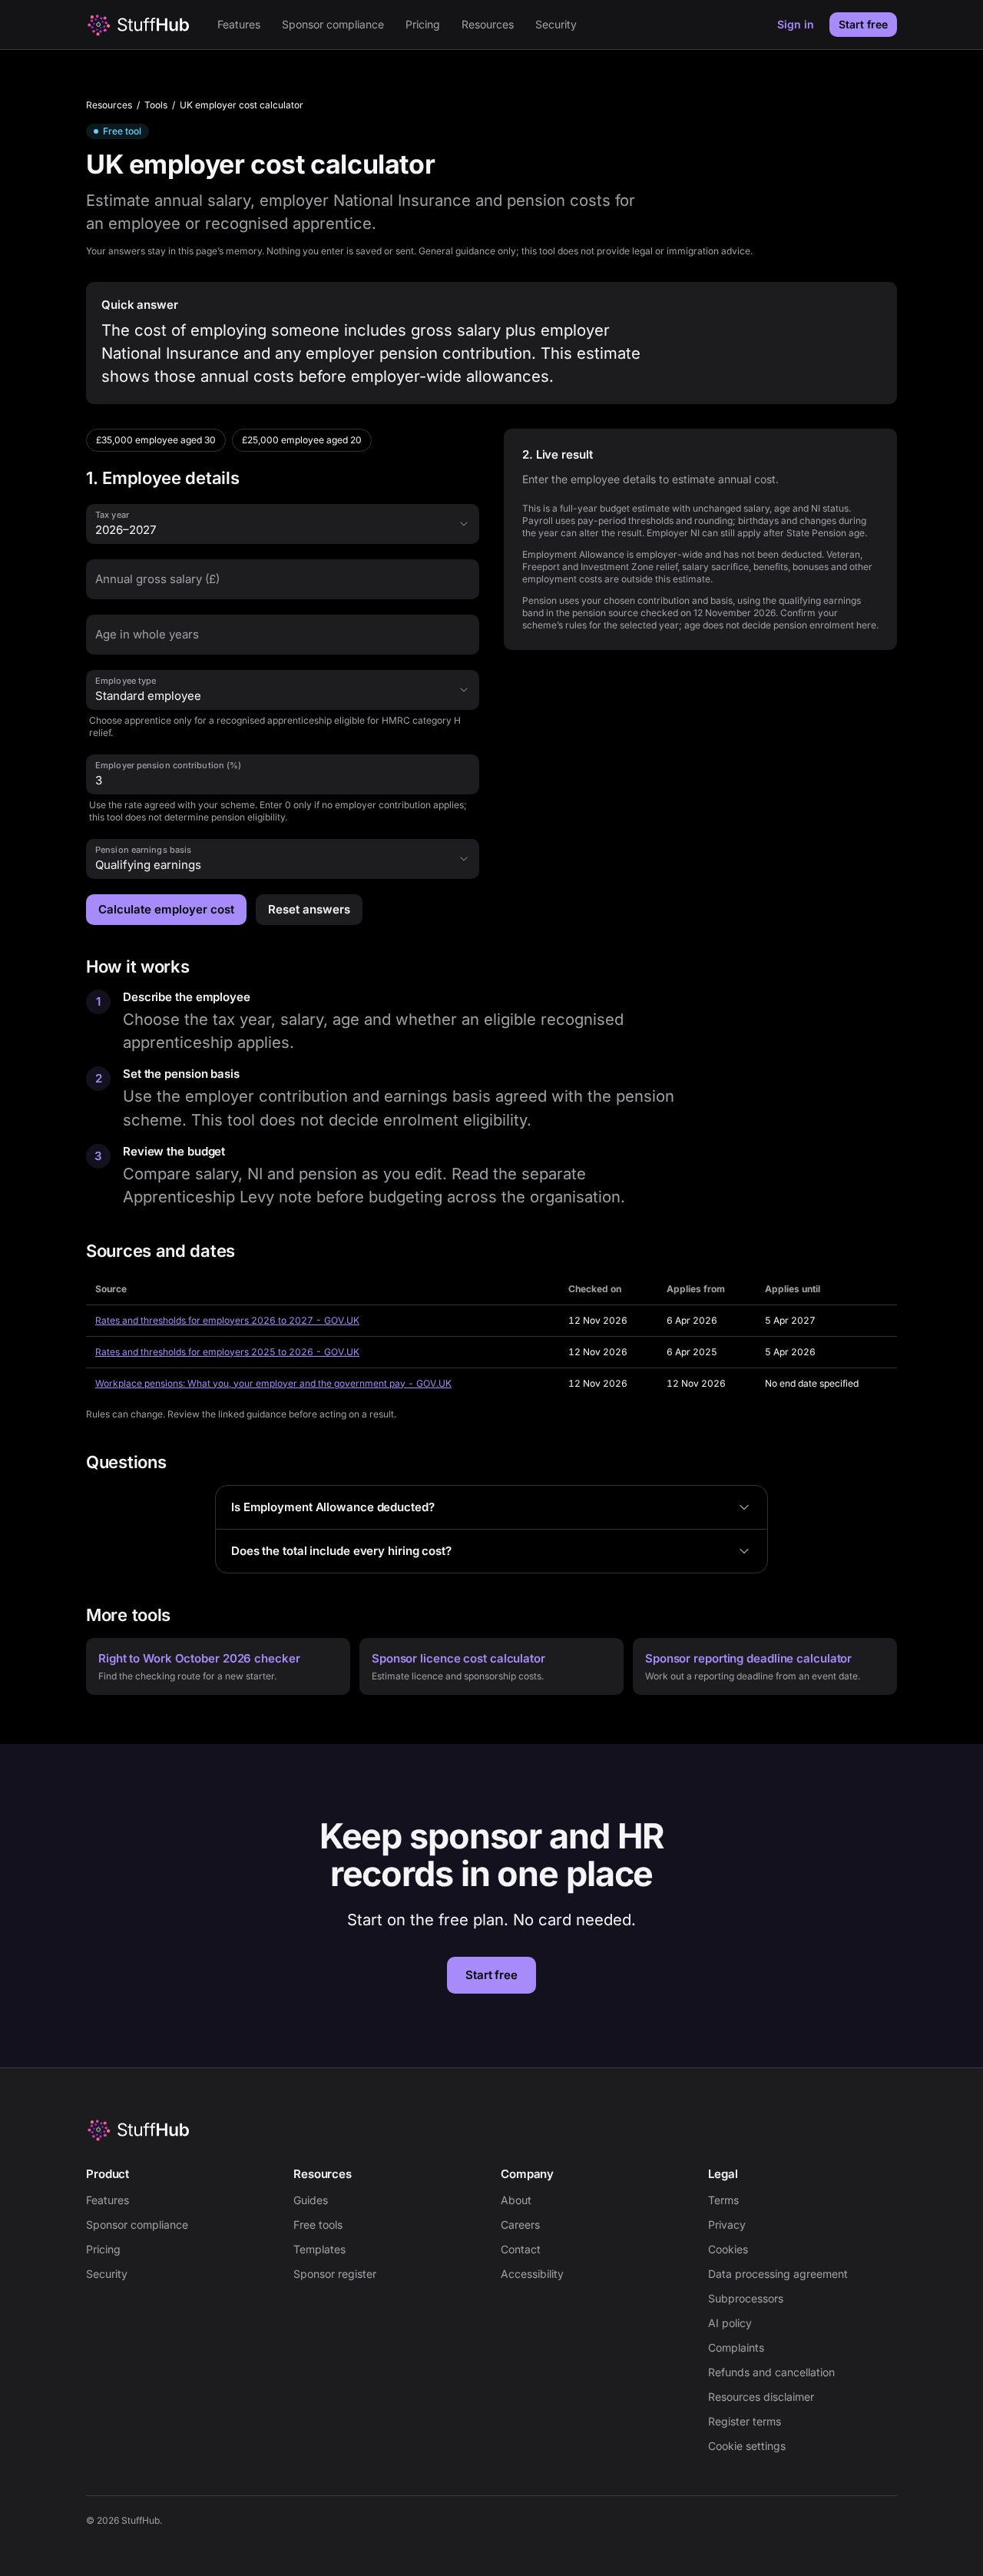 StuffHub
Features
Sponsor compliance
Pricing
Resources
Security
Sign in
Start free
Resources / Tools / UK employer cost calculator
Free tool
UK employer cost calculator
Estimate annual salary, employer National Insurance and pension costs for
an employee or recognised apprentice.
Your answers stay in this page's memory. Nothing you enter is saved or sent. General guidance only; this tool does not provide legal or immigration advice.
Quick answer
The cost of employing someone includes gross salary plus employer
National Insurance and any employer pension contribution. This estimate
shows those annual costs before employer-wide allowances.
£35,000 employee aged 30
£25,000 employee aged 20
1. Employee details
Tax year
2026–2027
Annual gross salary (£)
Age in whole years
Employee type
Standard employee
Choose apprentice only for a recognised apprenticeship eligible for HMRC category H
relief.
Employer pension contribution (%)
3
Use the rate agreed with your scheme. Enter 0 only if no employer contribution applies;
this tool does not determine pension eligibility.
Pension earnings basis
Qualifying earnings
Calculate employer cost
Reset answers
2. Live result
Enter the employee details to estimate annual cost.
This is a full-year budget estimate with unchanged salary, age and NI status.
Payroll uses pay-period thresholds and rounding; birthdays and changes during
the year can alter the result. Employer NI can still apply after State Pension age.
Employment Allowance is employer-wide and has not been deducted. Veteran,
Freeport and Investment Zone relief, salary sacrifice, benefits, bonuses and other
employment costs are outside this estimate.
Pension uses your chosen contribution and basis, using the qualifying earnings
band in the pension source checked on 12 November 2026. Confirm your
scheme's rules for the selected year; age does not decide pension enrolment here.
How it works
1
Describe the employee
Choose the tax year, salary, age and whether an eligible recognised
apprenticeship applies.
2
Set the pension basis
Use the employer contribution and earnings basis agreed with the pension
scheme. This tool does not decide enrolment eligibility.
3
Review the budget
Compare salary, NI and pension as you edit. Read the separate
Apprenticeship Levy note before budgeting across the organisation.
Sources and dates
Source Checked on Applies from Applies until
Rates and thresholds for employers 2026 to 2027 - GOV.UK 12 Nov 2026 6 Apr 2026 5 Apr 2027
Rates and thresholds for employers 2025 to 2026 - GOV.UK 12 Nov 2026 6 Apr 2025 5 Apr 2026
Workplace pensions: What you, your employer and the government pay - GOV.UK 12 Nov 2026 12 Nov 2026 No end date specified
Rules can change. Review the linked guidance before acting on a result.
Questions
Is Employment Allowance deducted?
Does the total include every hiring cost?
More tools
Right to Work October 2026 checker
Find the checking route for a new starter.
Sponsor licence cost calculator
Estimate licence and sponsorship costs.
Sponsor reporting deadline calculator
Work out a reporting deadline from an event date.
Keep sponsor and HR
records in one place
Start on the free plan. No card needed.
Start free
StuffHub
Product
Features
Sponsor compliance
Pricing
Security
Resources
Guides
Free tools
Templates
Sponsor register
Company
About
Careers
Contact
Accessibility
Legal
Terms
Privacy
Cookies
Data processing agreement
Subprocessors
AI policy
Complaints
Refunds and cancellation
Resources disclaimer
Register terms
Cookie settings
© 2026 StuffHub.